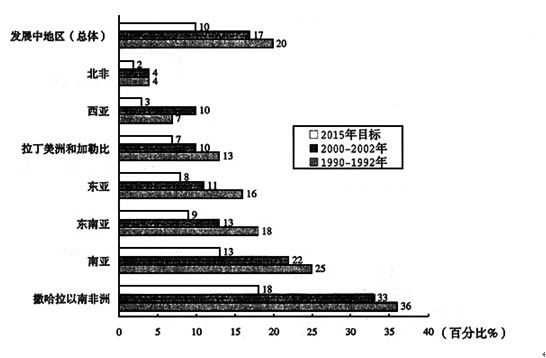 发展中地区（总体）
10
17
20
北非
2
4
4
西亚
3
10
7
拉丁美洲和加勒比
7
10
13
东亚
8
11
16
东南亚
9
13
18
南亚
13
22
25
撒哈拉以南非洲
18
33
36
2015年目标
2000-2002年
1990-1992年
0 5 10 15 20 25 30 35 40 （百分比%）